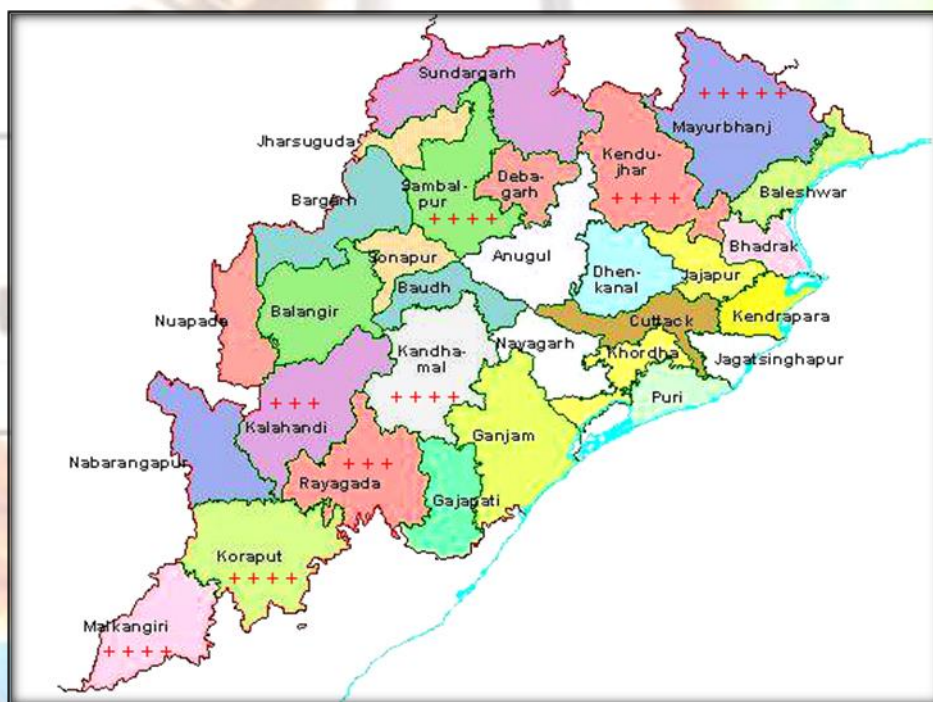 Sundargarh
+ + + + +
Mayurbhanj
Jharsuguda
Kendu-
jhar
+ + + +
Deba-
garh
Sambal-
pur
+ + + +
Baleshwar
Bargarh
Bhadrak
Sonapur
Anugul
Dhen-
kanal
Jajapur
Baudh
Nuapada
Balangir
Cuttack
Kendrapara
Nayagarh
Khordha
Jagatsinghapur
Kandha-
mal
+ + + +
Puri
+ + +
Kalahandi
Ganjam
Nabarangapur
+ + +
Rayagada
Gajapati
Koraput
+ + + +
Malkangiri
+ + + +